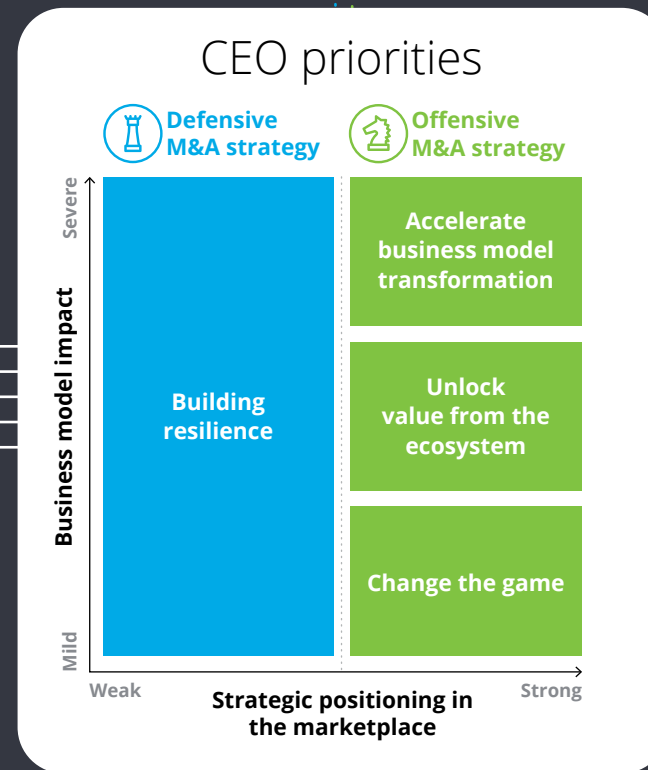 CEO priorities
Defensive
M&A strategy
Offensive
M&A strategy
Severe
Business model impact
Mild
Building
resilience
Accelerate
business model
transformation
Unlock
value from the
ecosystem
Change the game
Weak
Strategic positioning in
the marketplace
Strong